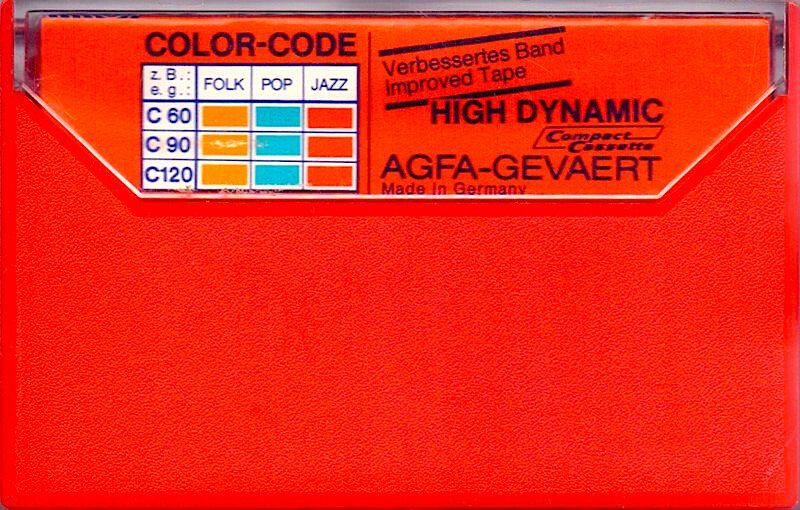 COLOR-CODE
z. B.:
e. g.:
FOLK POP JAZZ
C 60
C 90
C120
Verbessertes Band
Improved Tape
HIGH DYNAMIC
Compact
Cassette
AGFA-GEVAERT
Made in Germany